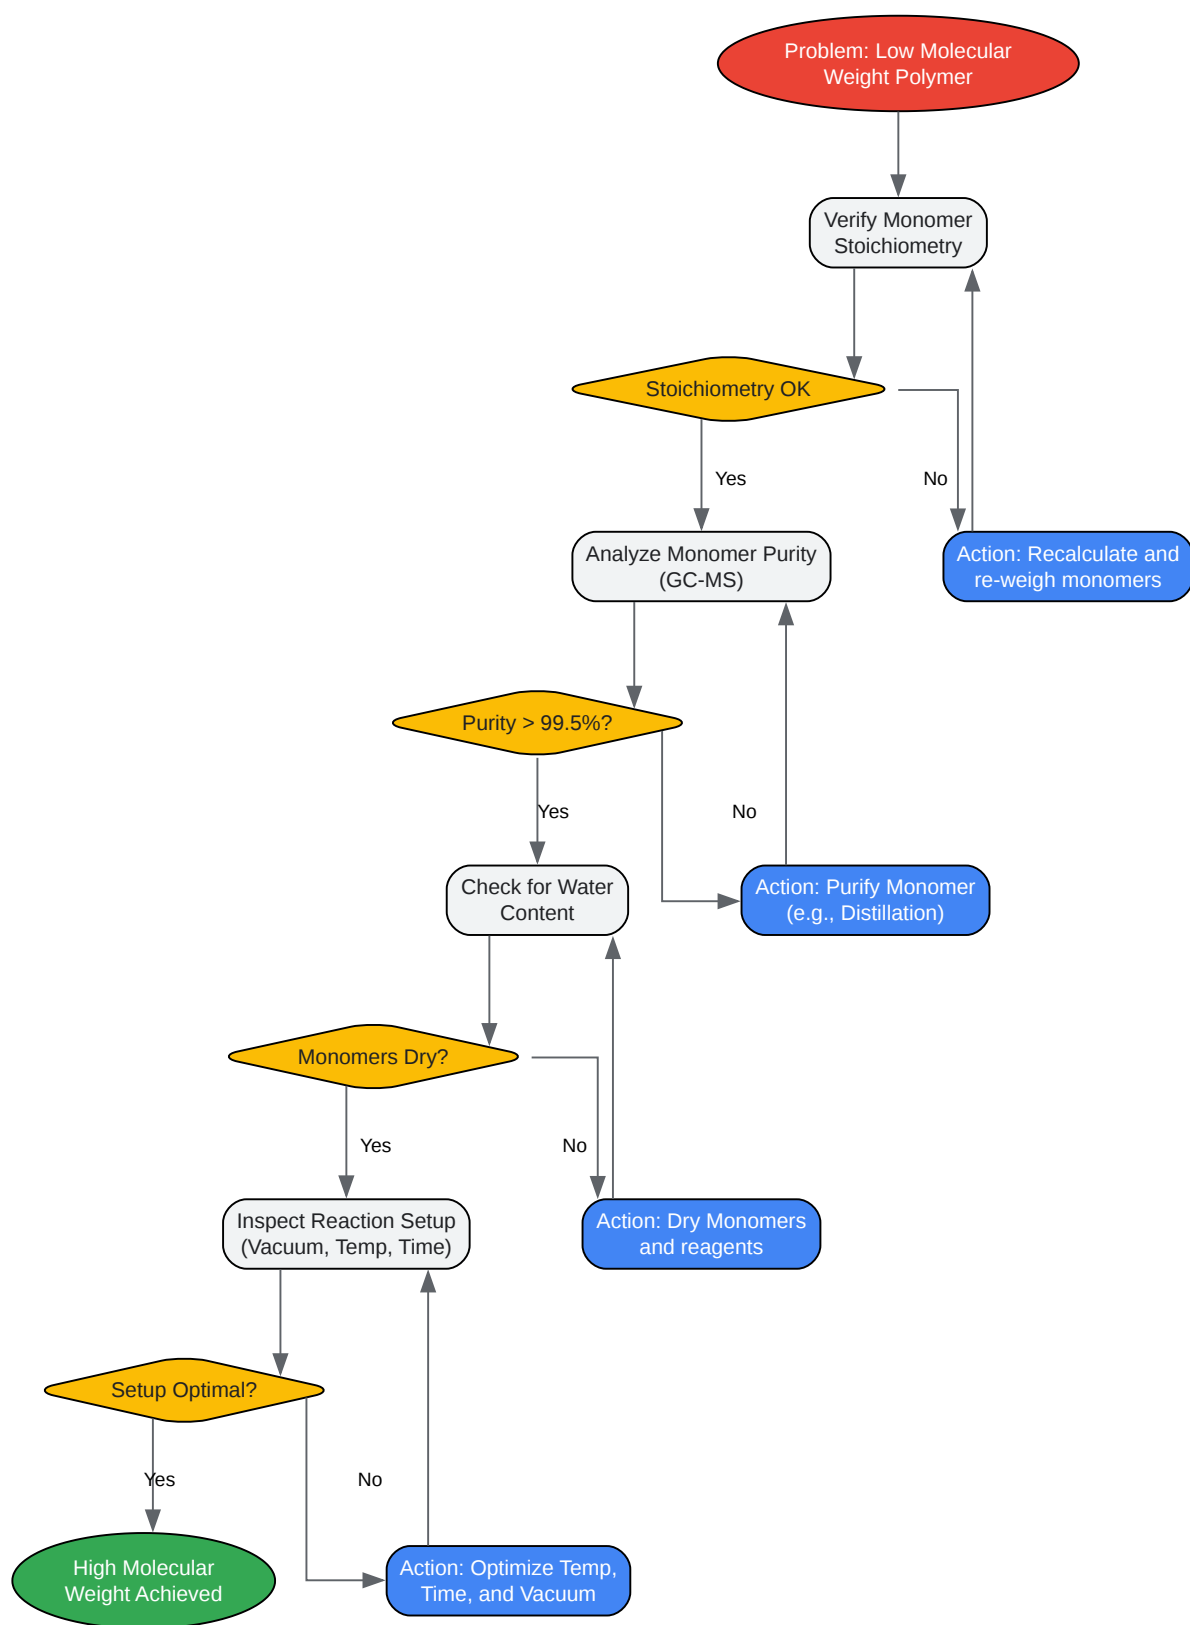 Problem: Low Molecular
Weight Polymer
Verify Monomer
Stoichiometry
Stoichiometry OK
Yes
No
Analyze Monomer Purity
(GC-MS)
Action: Recalculate and
re-weigh monomers
Purity > 99.5%?
Yes
No
Check for Water
Content
Action: Purify Monomer
(e.g., Distillation)
Monomers Dry?
Yes
No
Inspect Reaction Setup
(Vacuum, Temp, Time)
Action: Dry Monomers
and reagents
Setup Optimal?
Yes
No
High Molecular
Weight Achieved
Action: Optimize Temp,
Time, and Vacuum